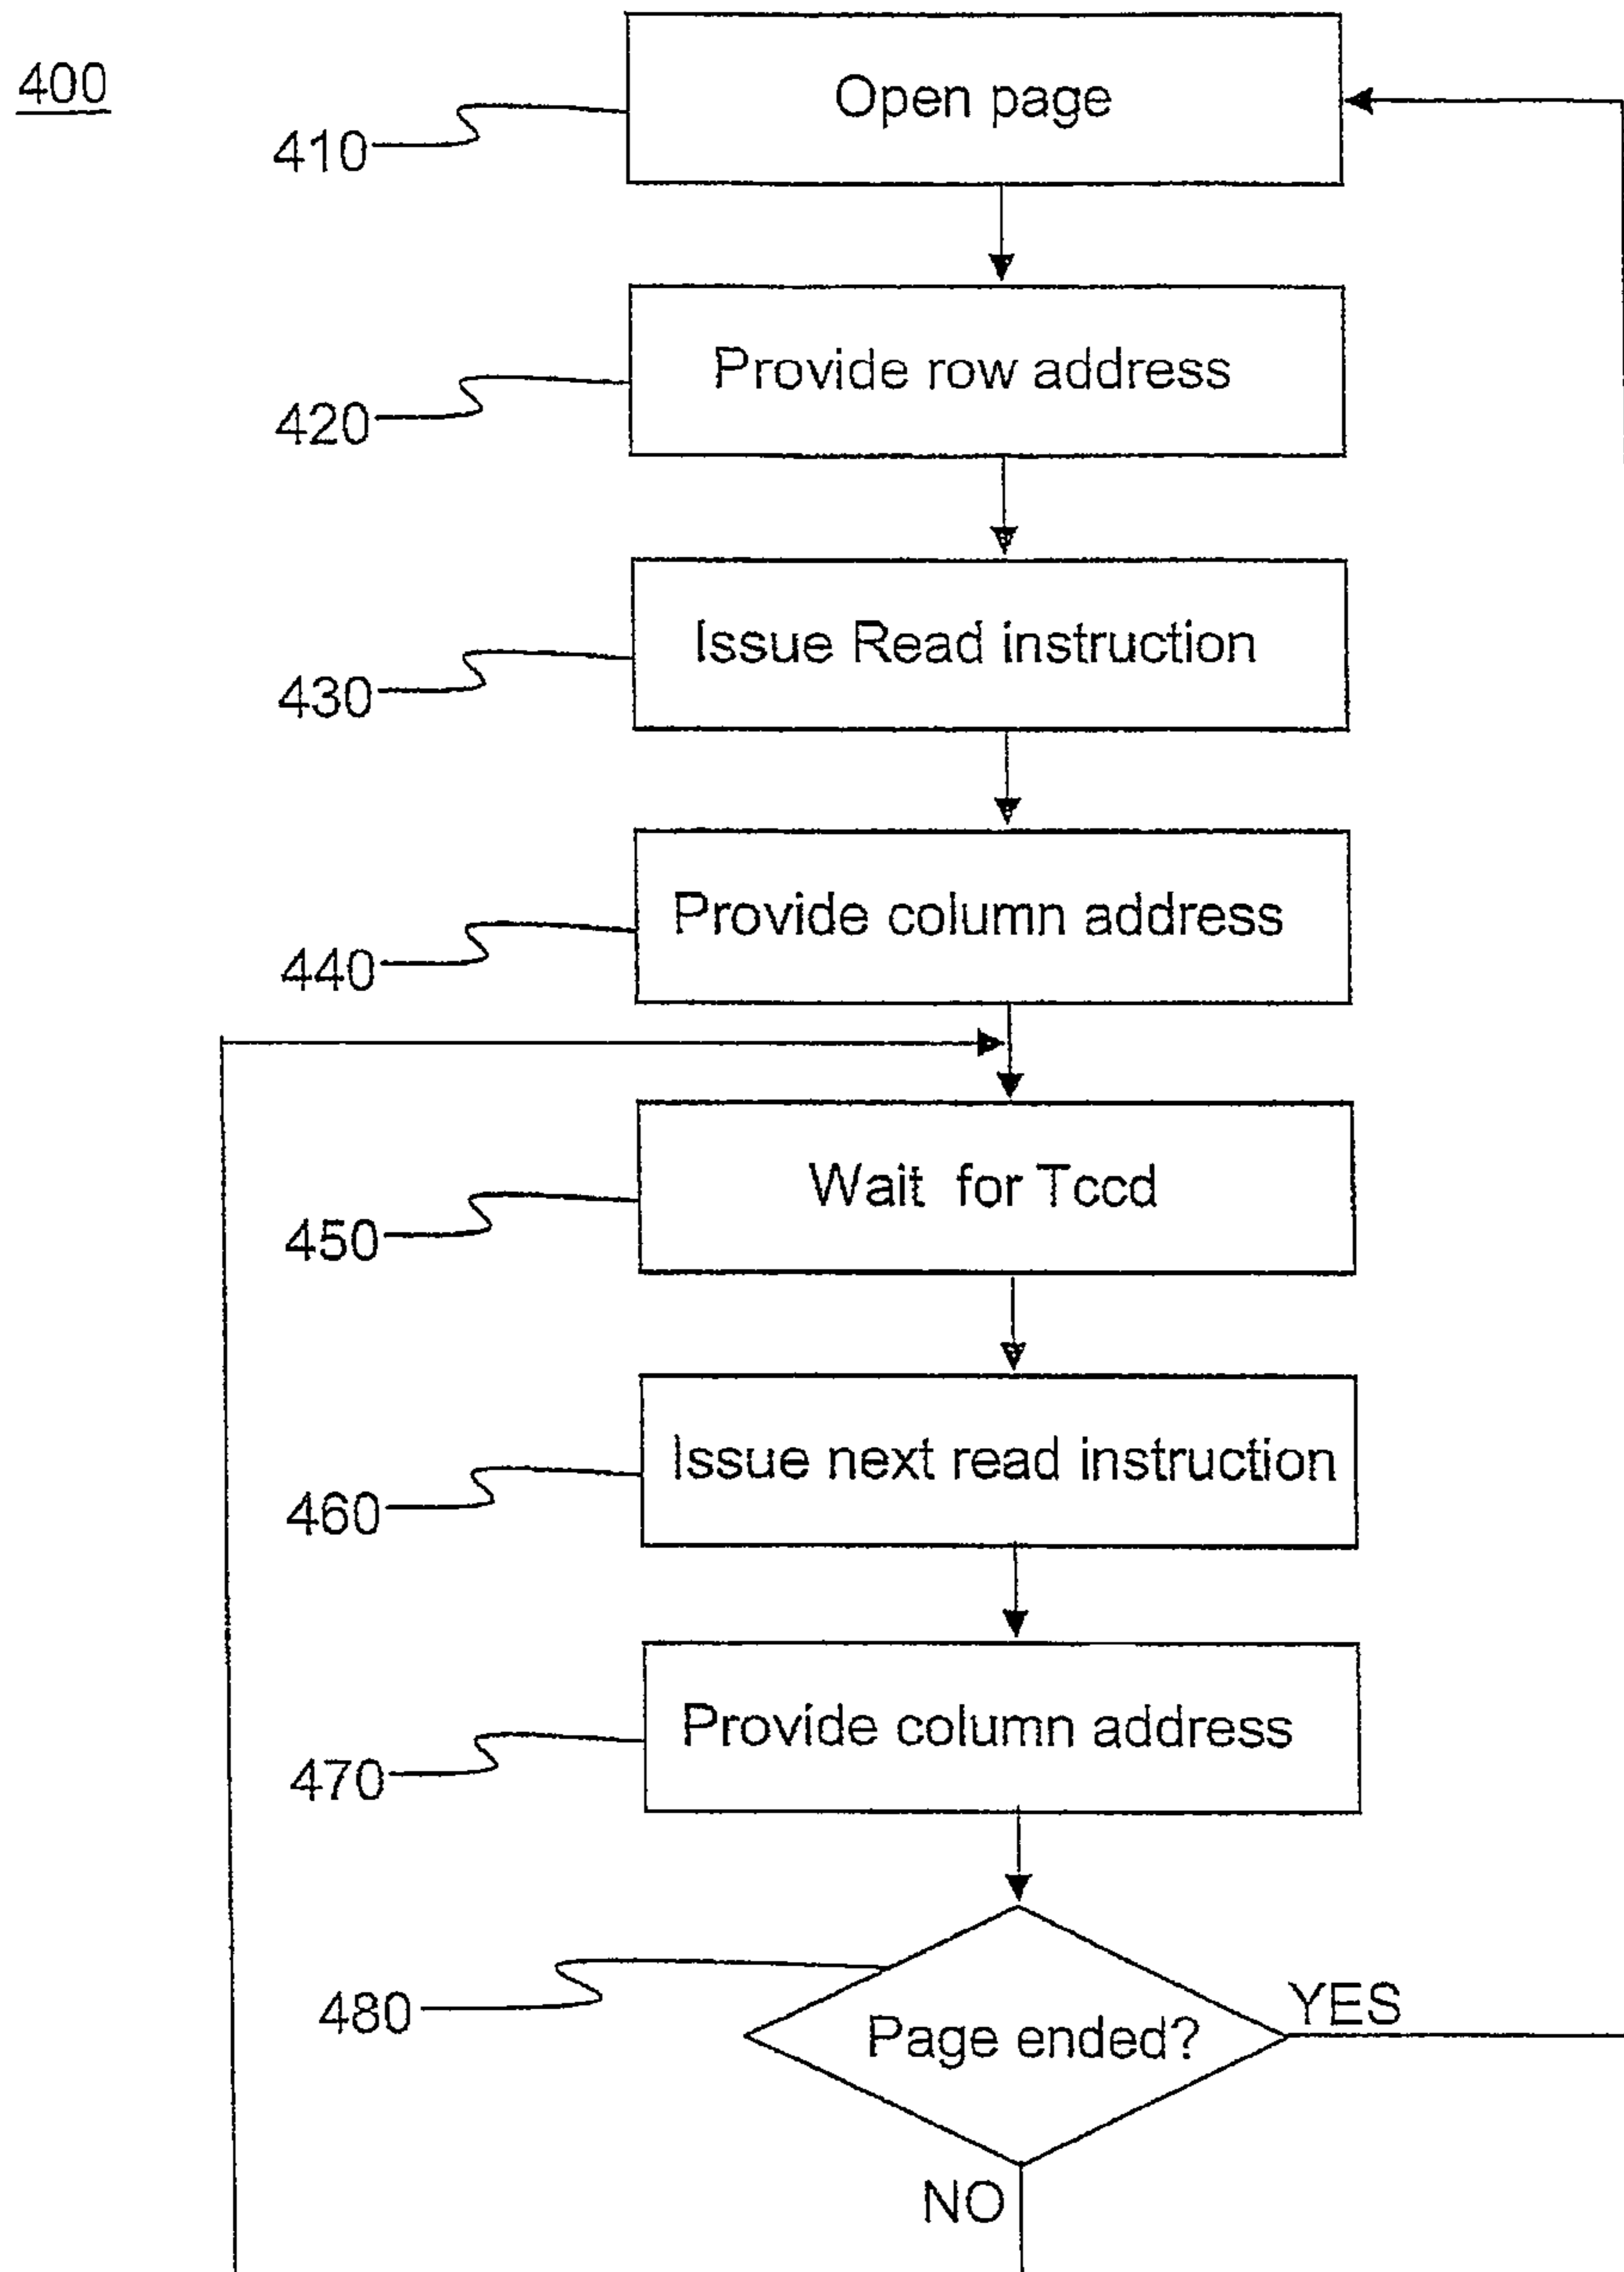 400
Open page
410
Provide row address
420
Issue Read instruction
430
Provide column address
440
Wait for Tccd
450
Issue next read instruction
460
Provide column address
470
480
Page ended?
YES
NO